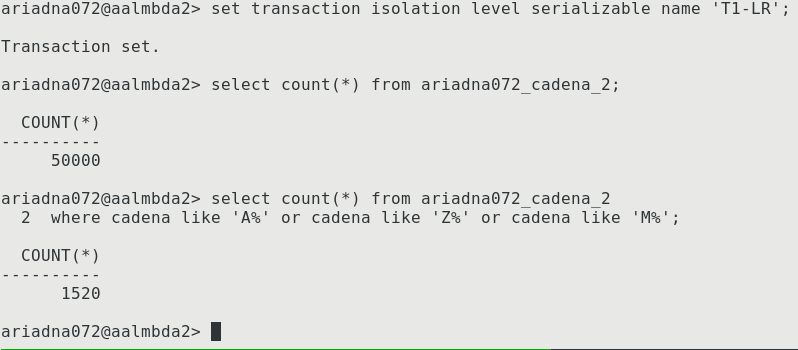 ariadna072@aalmbda2> set transaction isolation level serializable name 'T1-LR';
Transaction set.
ariadna072@aalmbda2> select count(*) from ariadna072_cadena_2;
COUNT(*)
----------
50000
ariadna072@aalmbda2> select count(*) from ariadna072_cadena_2
2 where cadena like 'A%' or cadena like 'Z%' or cadena like 'M%';
COUNT(*)
----------
1520
ariadna072@aalmbda2>